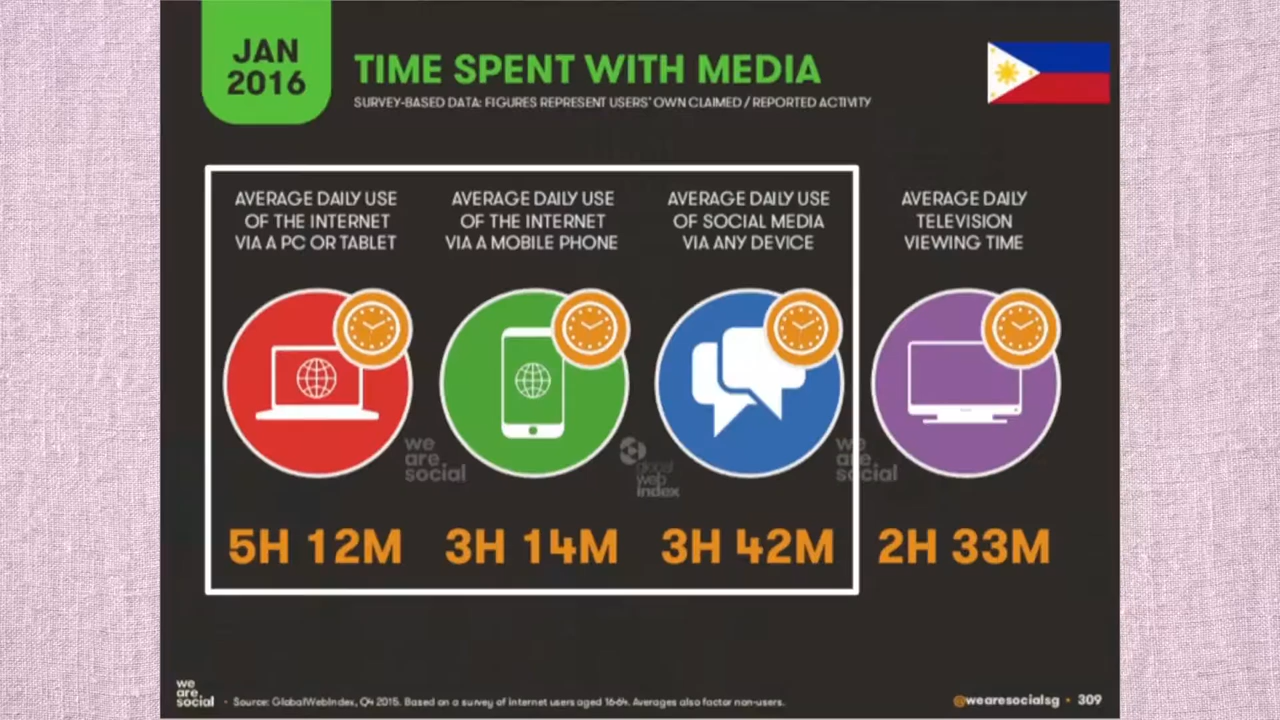 JAN
2016
TIME SPENT WITH MEDIA
SURVEY-BASED DATA: FIGURES REPRESENT USERS' OWN CLAIMED / REPORTED ACTIVITY
AVERAGE DAILY USE
OF THE INTERNET
VIA A PC OR TABLET
AVERAGE DAILY USE
OF THE INTERNET
VIA A MOBILE PHONE
AVERAGE DAILY USE
OF SOCIAL MEDIA
VIA ANY DEVICE
AVERAGE DAILY
TELEVISION
VIEWING TIME
we
are
social
global
web
index
we
are
social
5H 12M
3H 14M
3H 42M
2H 33M
we
are
social
• Source: GlobalWebIndex, Q4 2015. Based on a survey of internet users aged 16-64. Averages also factor non-users.
@wearesocialsg • 309